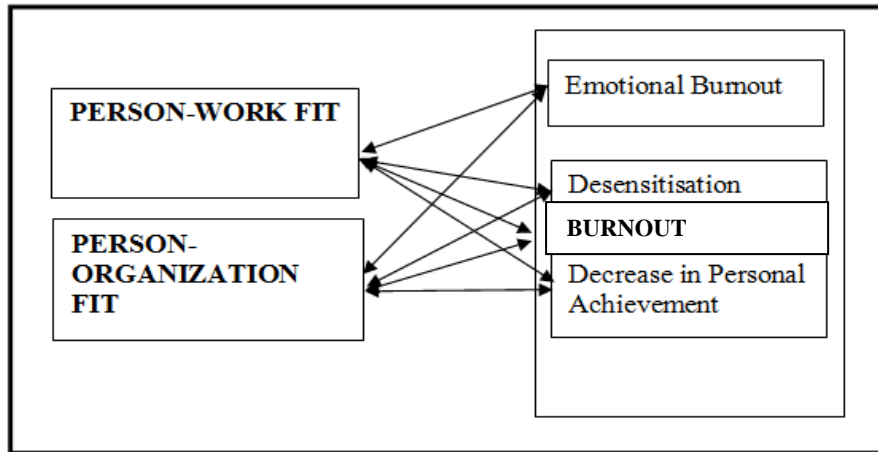 PERSON-WORK FIT
PERSON-
ORGANIZATION
FIT
Emotional Burnout
Desensitisation
BURNOUT
Decrease in Personal
Achievement